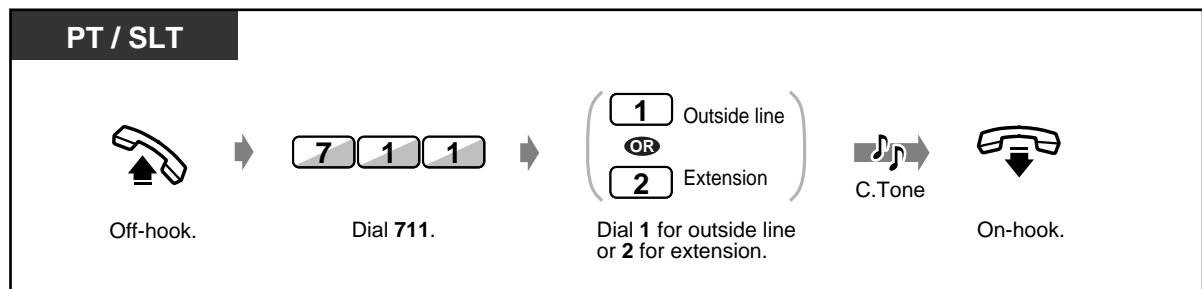 PT / SLT
7 1 1
1 Outside line
OR
2 Extension
C.Tone
Off-hook.
Dial 711.
Dial 1 for outside line
or 2 for extension.
On-hook.